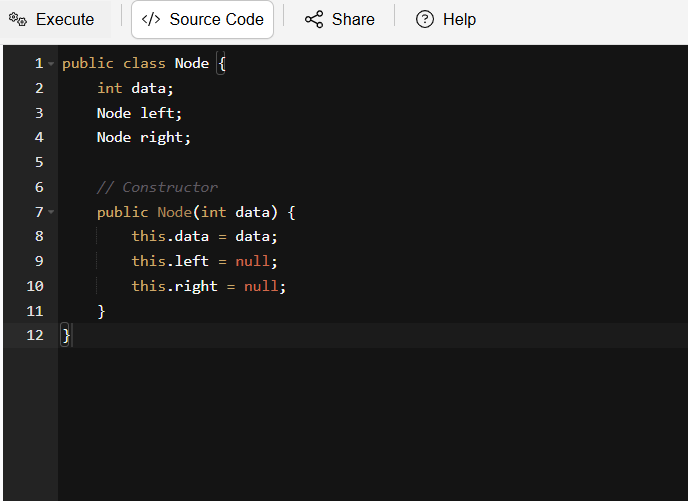 Execute </> Source Code Share ? Help
1 public class Node {
2     int data;
3     Node left;
4     Node right;
5
6     // Constructor
7     public Node(int data) {
8         this.data = data;
9         this.left = null;
10         this.right = null;
11     }
12 }